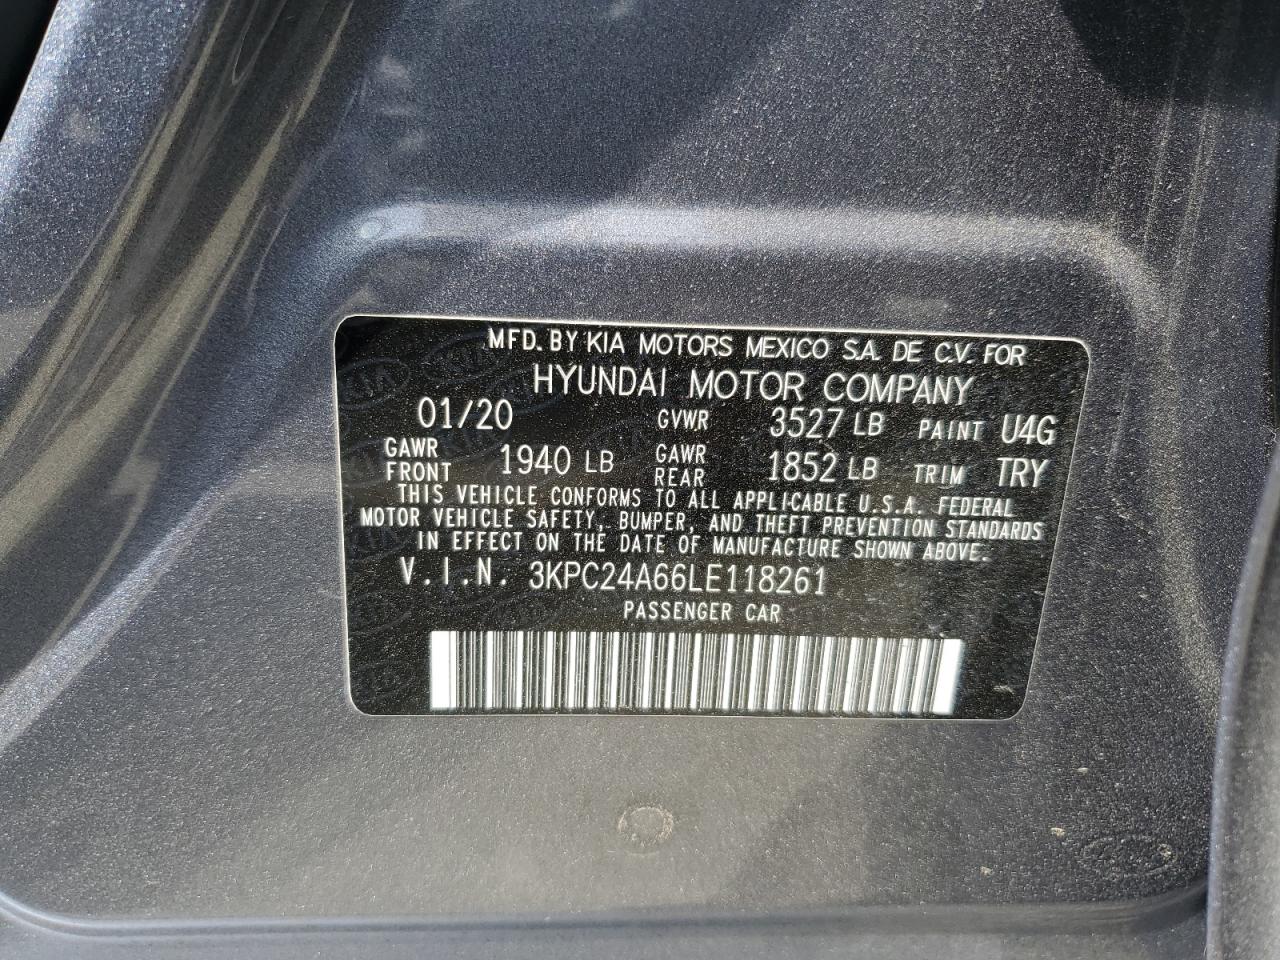 MFD. BY KIA MOTORS MEXICO S.A. DE C.V. FOR
HYUNDAI MOTOR COMPANY
01/20 GVWR 3527 LB PAINT U4G
GAWR FRONT 1940 LB GAWR REAR 1852 LB TRIM TRY
THIS VEHICLE CONFORMS TO ALL APPLICABLE U.S.A. FEDERAL
MOTOR VEHICLE SAFETY, BUMPER, AND THEFT PREVENTION STANDARDS
IN EFFECT ON THE DATE OF MANUFACTURE SHOWN ABOVE.
V.I.N. 3KPC24A66LE118261
PASSENGER CAR